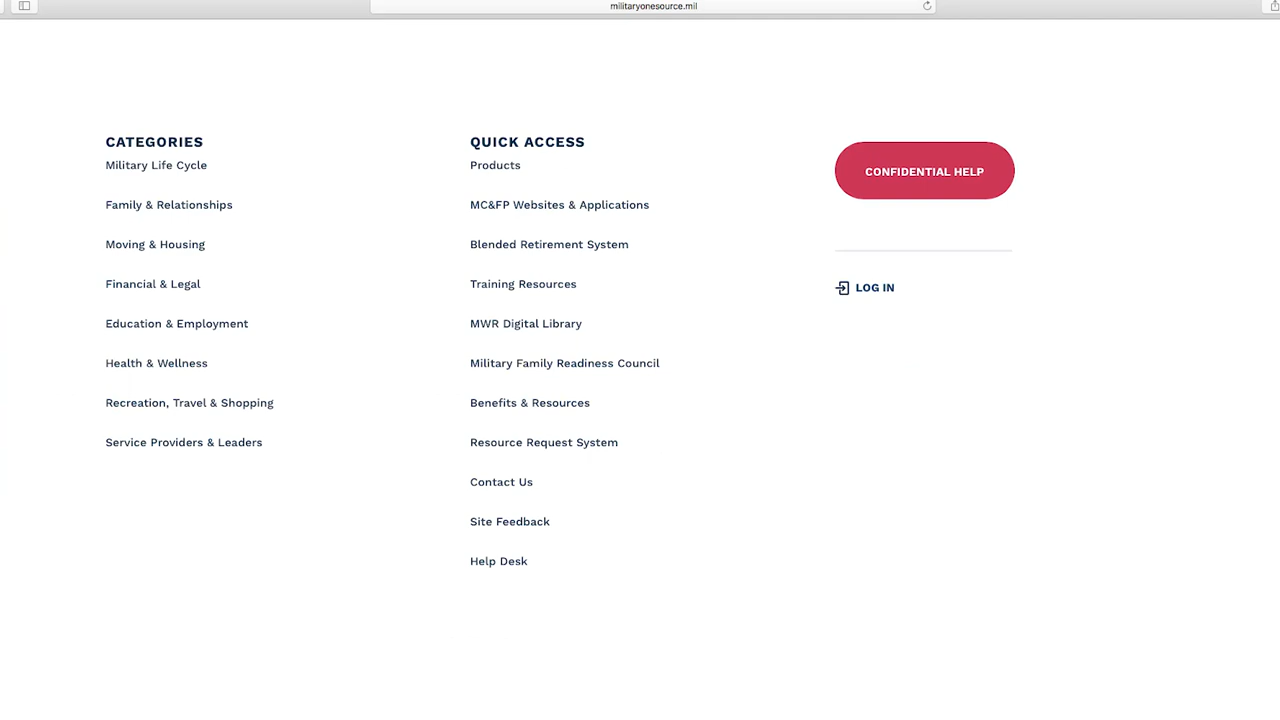 militaryonesource.mil
CATEGORIES
Military Life Cycle
Family & Relationships
Moving & Housing
Financial & Legal
Education & Employment
Health & Wellness
Recreation, Travel & Shopping
Service Providers & Leaders
QUICK ACCESS
Products
MC&FP Websites & Applications
Blended Retirement System
Training Resources
MWR Digital Library
Military Family Readiness Council
Benefits & Resources
Resource Request System
Contact Us
Site Feedback
Help Desk
CONFIDENTIAL HELP
LOG IN